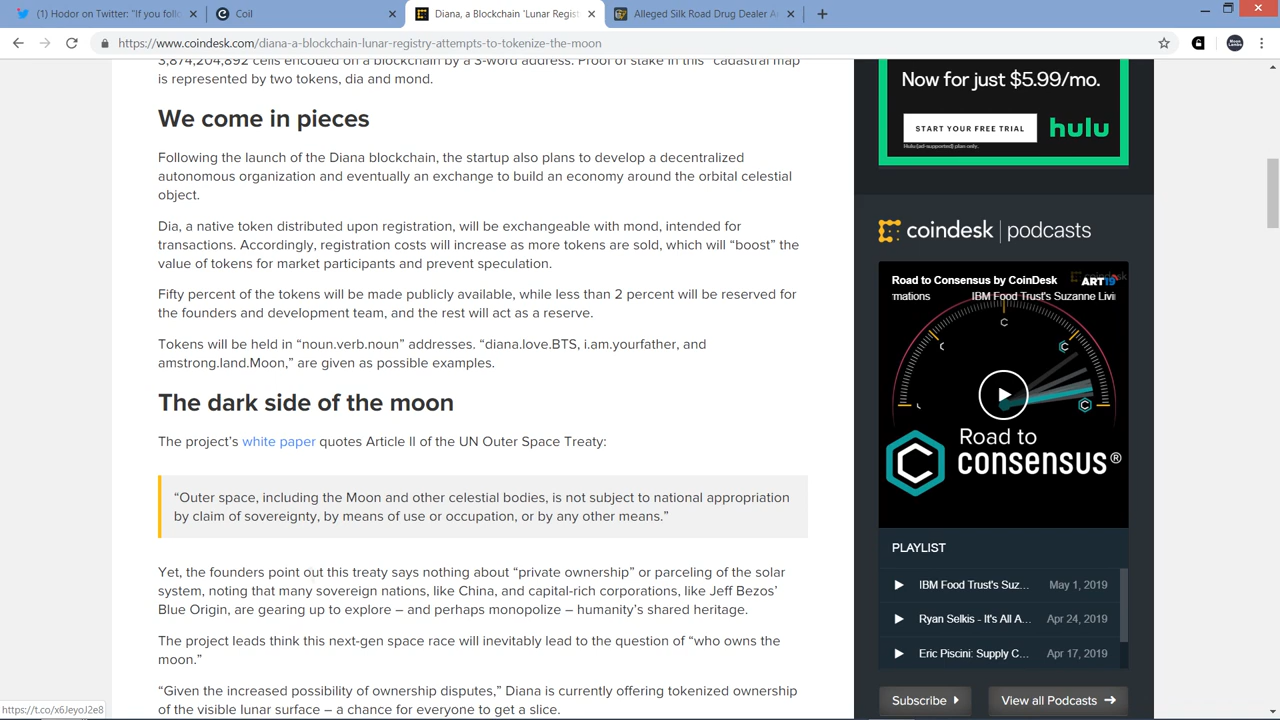 (1) Hodor on Twitter: "If you follo
Coil
Diana, a Blockchain 'Lunar Regist
Alleged Silk Road Drug Dealer A
https://www.coindesk.com/diana-a-blockchain-lunar-registry-attempts-to-tokenize-the-moon
3,874,204,892 cells encoded on a blockchain by a 3-word address. Proof of stake in this "cadastral map"
is represented by two tokens, dia and mond.
We come in pieces
Following the launch of the Diana blockchain, the startup also plans to develop a decentralized
autonomous organization and eventually an exchange to build an economy around the orbital celestial
object.
Dia, a native token distributed upon registration, will be exchangeable with mond, intended for
transactions. Accordingly, registration costs will increase as more tokens are sold, which will “boost” the
value of tokens for market participants and prevent speculation.
Fifty percent of the tokens will be made publicly available, while less than 2 percent will be reserved for
the founders and development team, and the rest will act as a reserve.
Tokens will be held in “noun.verb.noun” addresses. “diana.love.BTS, i.am.yourfather, and
amstrong.land.Moon,” are given as possible examples.
The dark side of the moon
The project’s white paper quotes Article II of the UN Outer Space Treaty:
“Outer space, including the Moon and other celestial bodies, is not subject to national appropriation
by claim of sovereignty, by means of use or occupation, or by any other means.”
Yet, the founders point out this treaty says nothing about “private ownership” or parceling of the solar
system, noting that many sovereign nations, like China, and capital-rich corporations, like Jeff Bezos’
Blue Origin, are gearing up to explore – and perhaps monopolize – humanity’s shared heritage.
The project leads think this next-gen space race will inevitably lead to the question of “who owns the
moon.”
“Given the increased possibility of ownership disputes,” Diana is currently offering tokenized ownership
of the visible lunar surface – a chance for everyone to get a slice.
https://t.co/x6JeyoJ2e8
Now for just $5.99/mo.
START YOUR FREE TRIAL
hulu
Hulu (ad-supported) plan only.
coindesk | podcasts
Road to Consensus by CoinDesk
coindesk
ART19
rmations IBM Food Trust's Suzanne Livi
Road to
consensus®
PLAYLIST
IBM Food Trust's Suz... May 1, 2019
Ryan Selkis - It's All A... Apr 24, 2019
Eric Piscini: Supply C... Apr 17, 2019
Subscribe
View all Podcasts